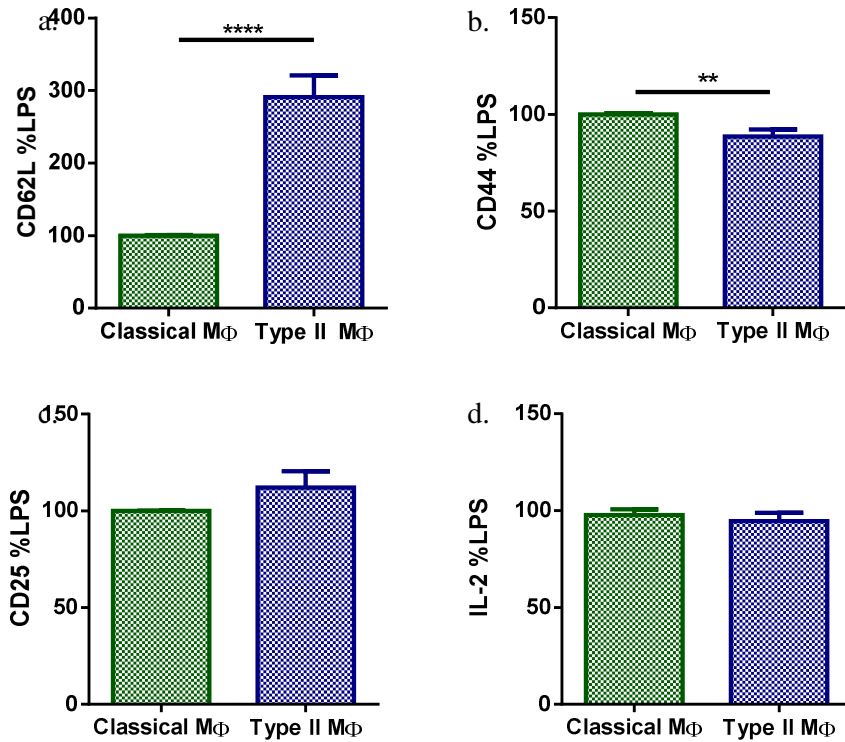 a.
400
300
200
100
0
CD62L %LPS
****
Classical MΦ Type II MΦ
b.
150
100
50
0
CD44 %LPS
**
Classical MΦ Type II MΦ
c.
150
100
50
0
CD25 %LPS
Classical MΦ Type II MΦ
d.
150
100
50
0
IL-2 %LPS
Classical MΦ Type II MΦ